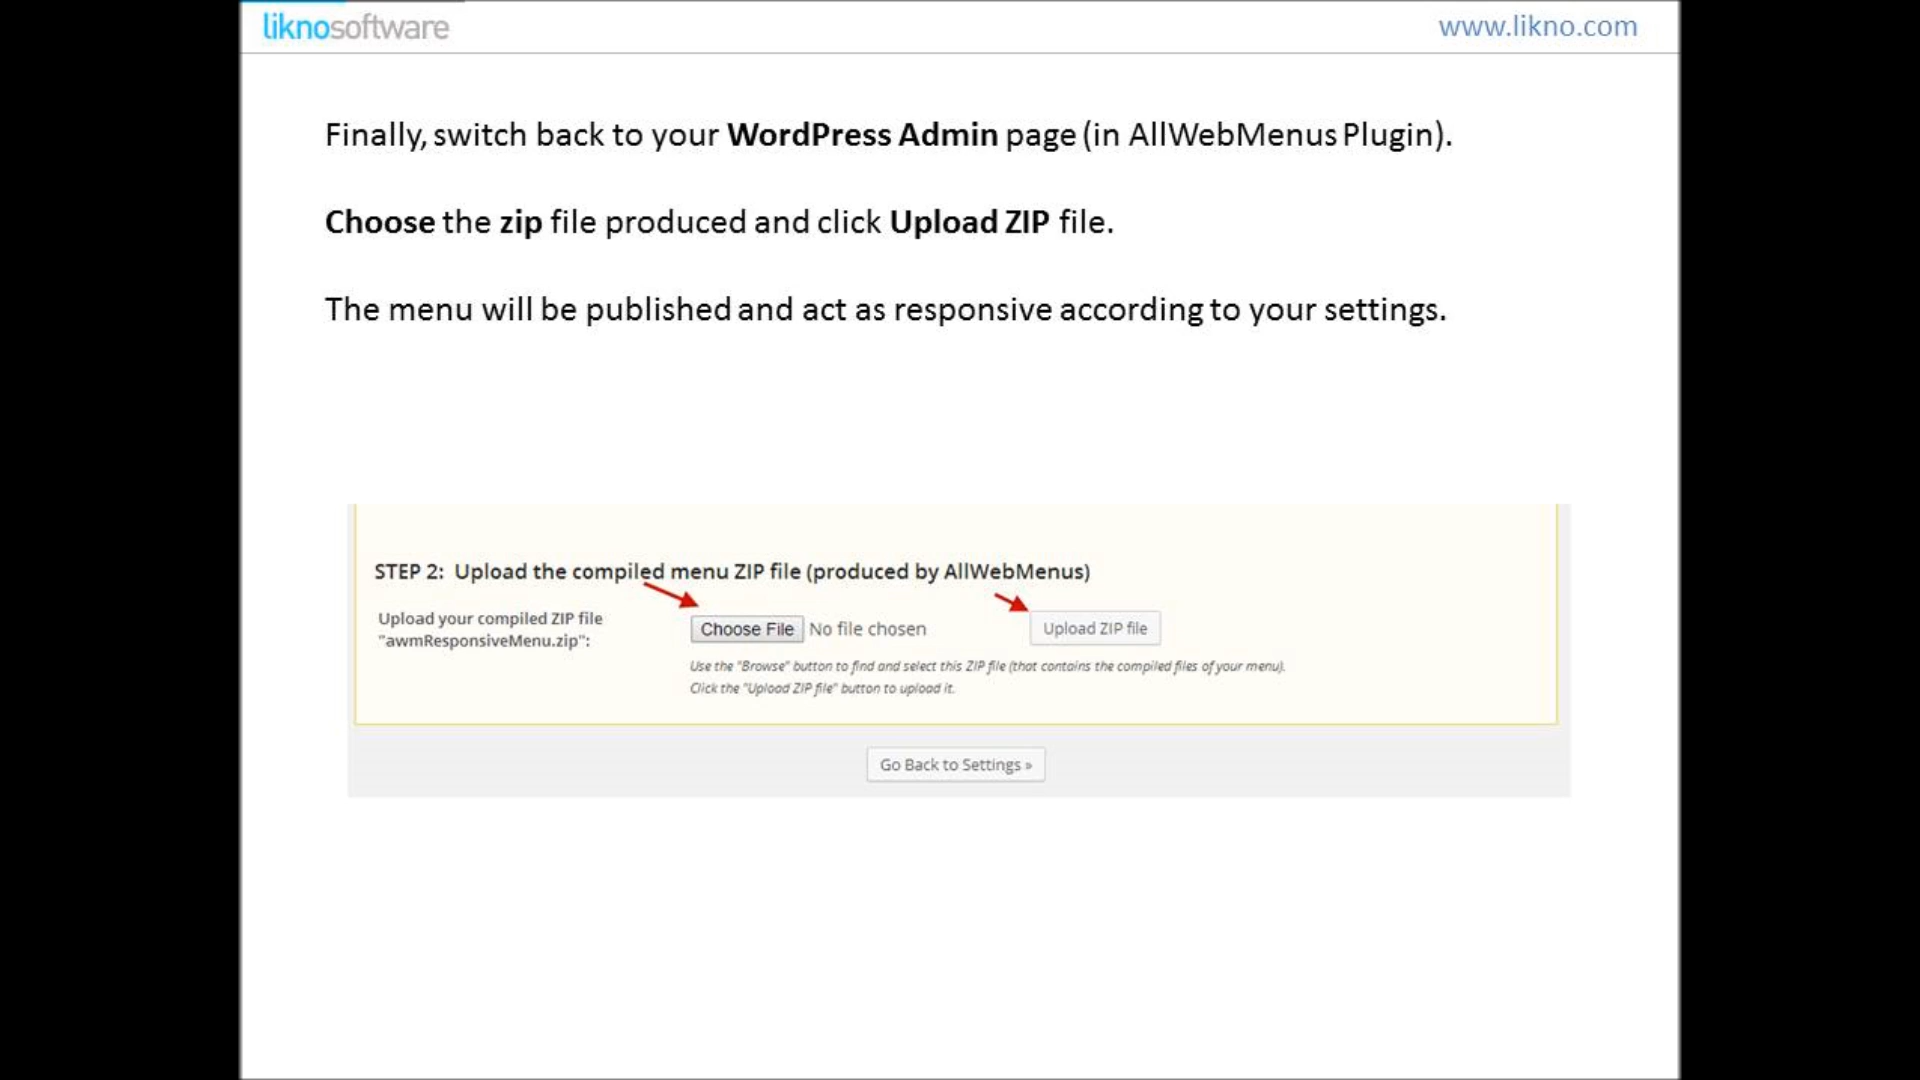 liknosoftware
www.likno.com
Finally, switch back to your WordPress Admin page (in AllWebMenus Plugin).
Choose the zip file produced and click Upload ZIP file.
The menu will be published and act as responsive according to your settings.
STEP 2: Upload the compiled menu ZIP file (produced by AllWebMenus)
Upload your compiled ZIP file
"awmResponsiveMenu.zip":
Choose File No file chosen
Upload ZIP file
Use the "Browse" button to find and select this ZIP file (that contains the compiled files of your menu).
Click the "Upload ZIP file" button to upload it.
Go Back to Settings »